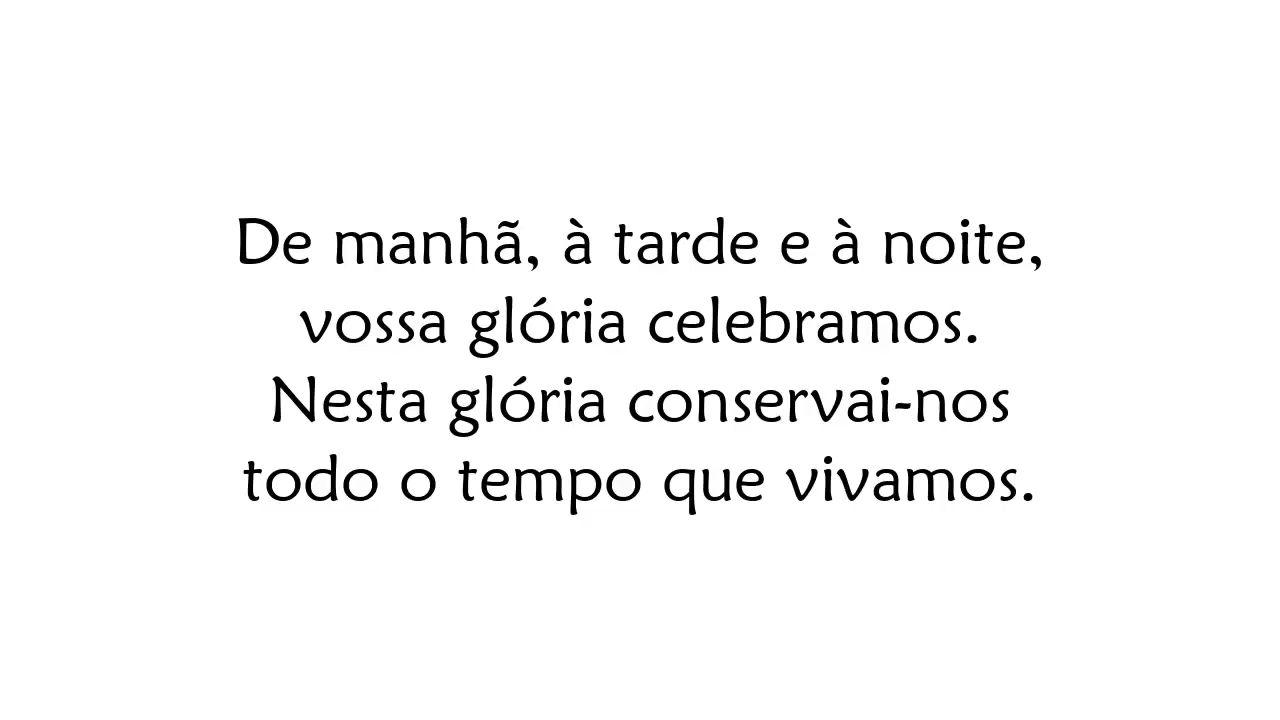 De manhã, à tarde e à noite,
vossa glória celebramos.
Nesta glória conservai-nos
todo o tempo que vivamos.